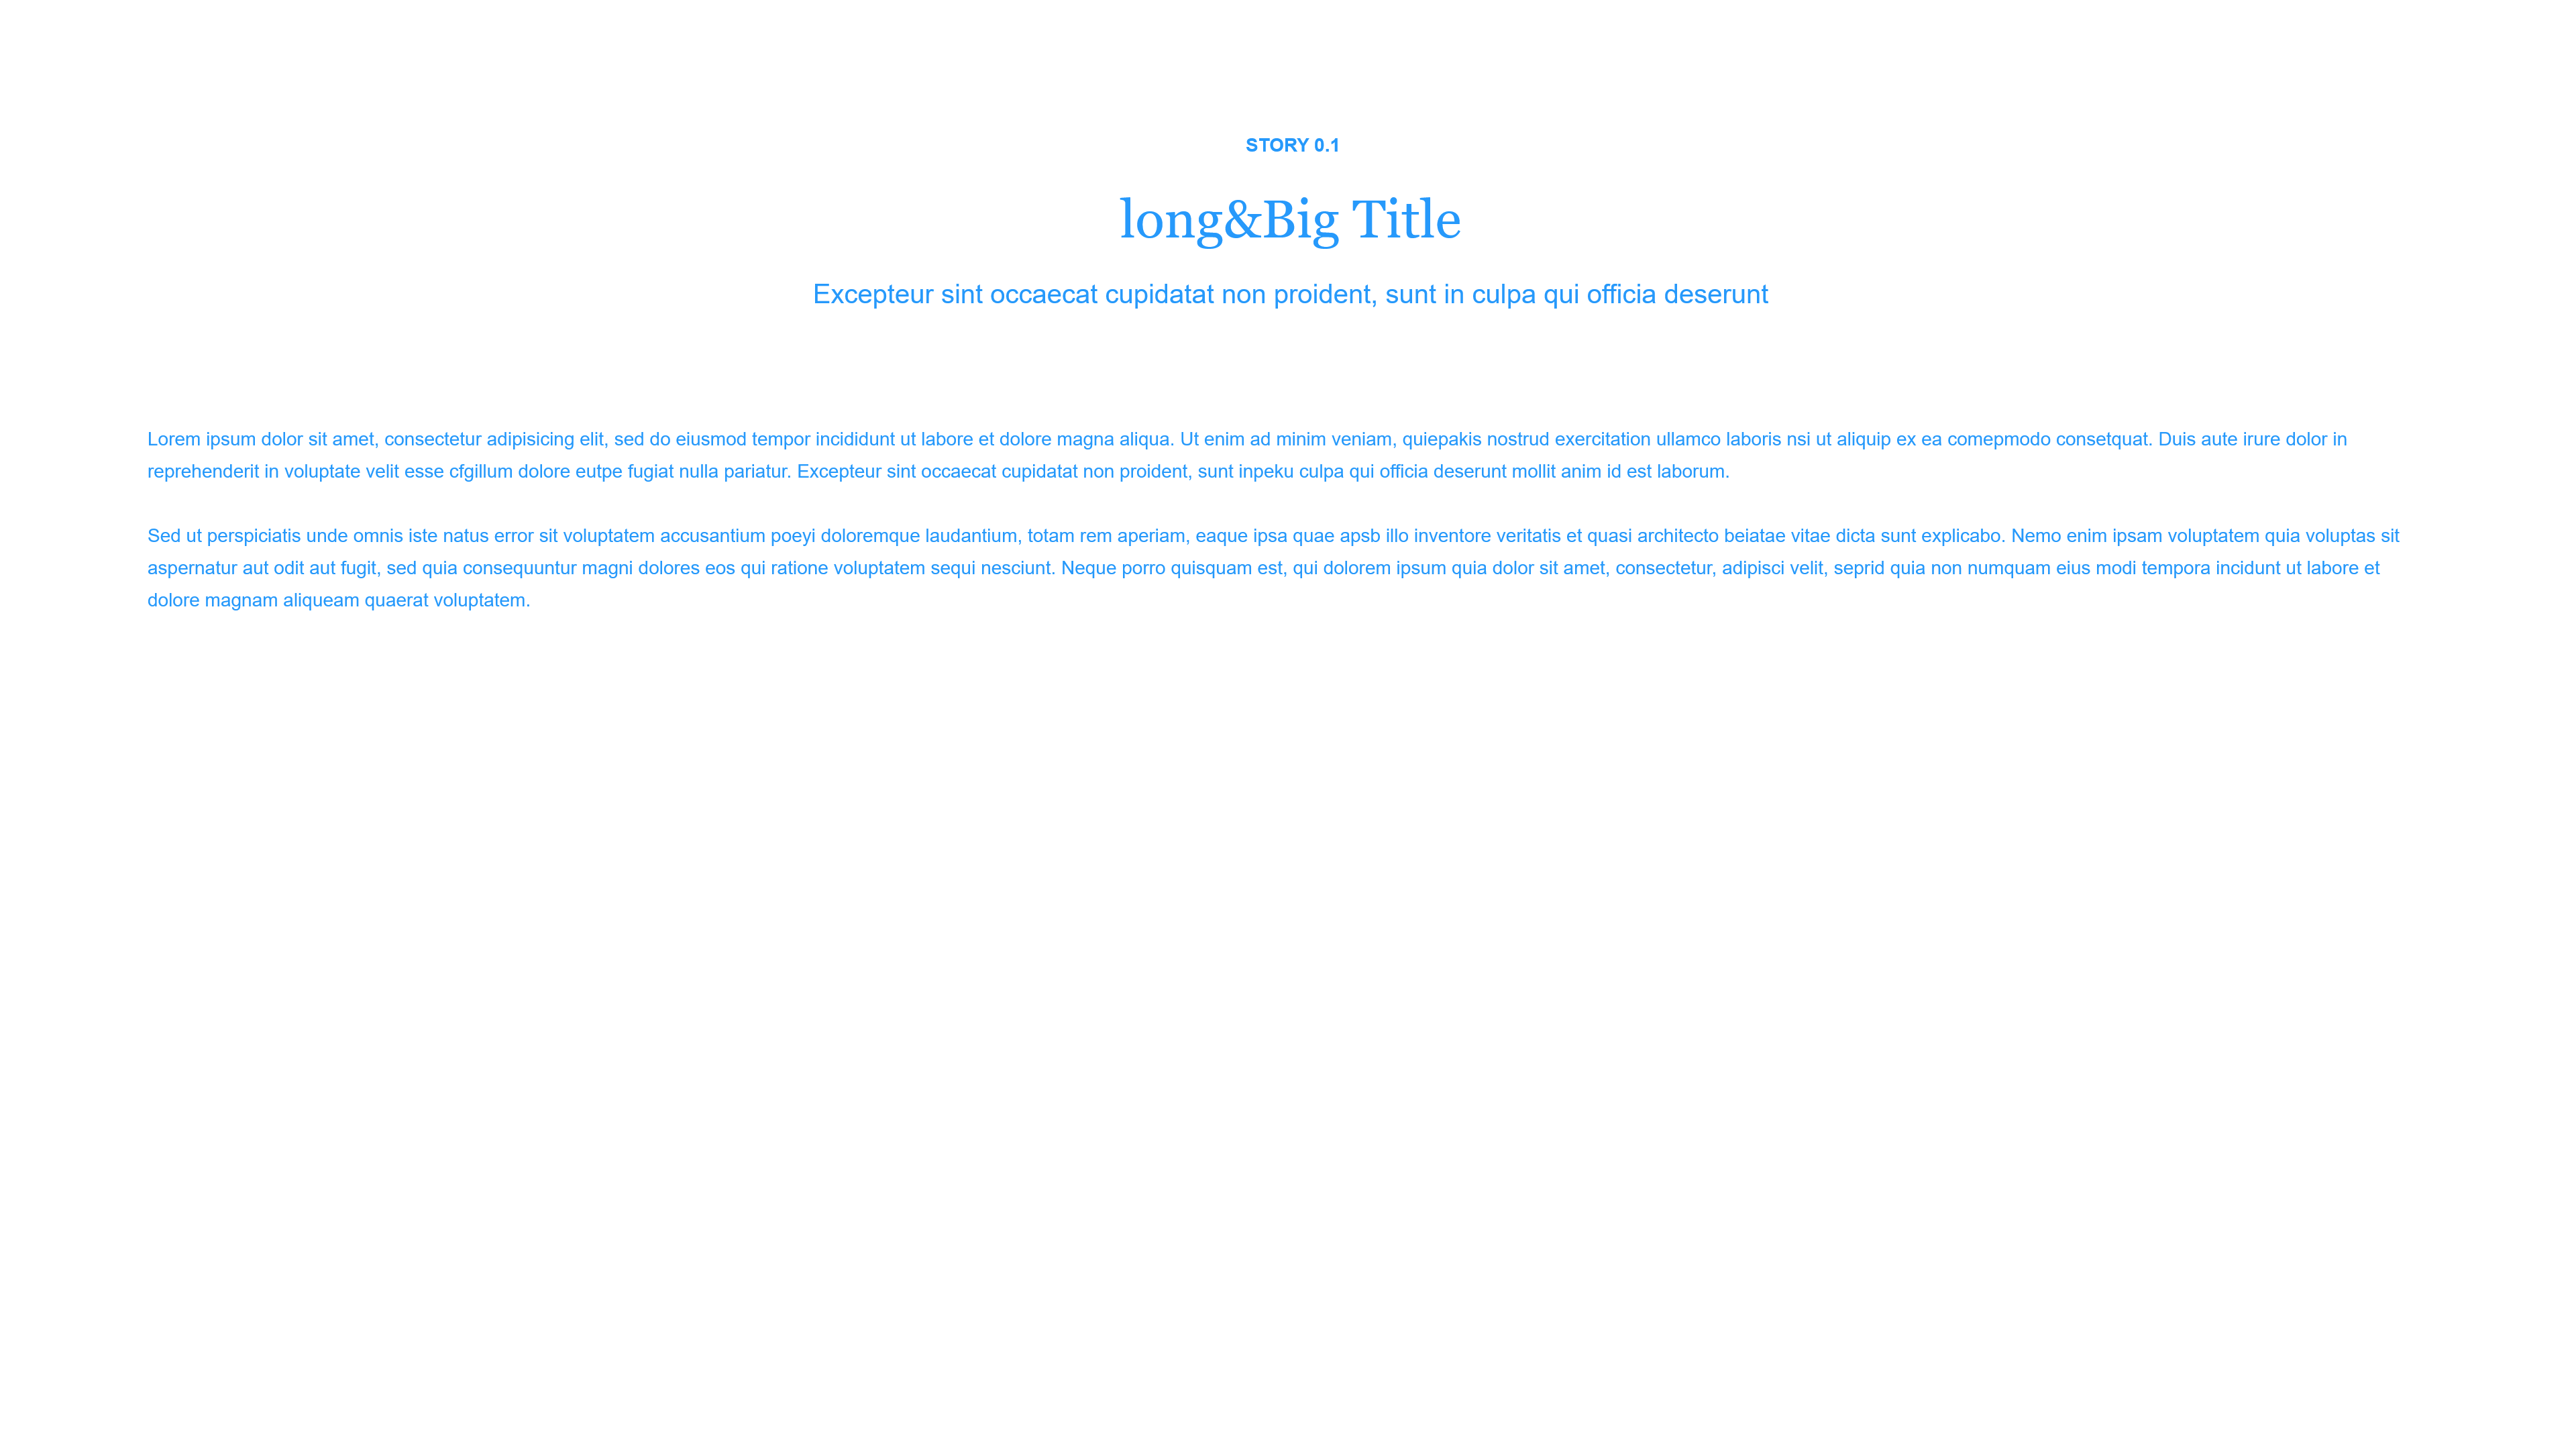 STORY 0.1
long&Big Title
Excepteur sint occaecat cupidatat non proident, sunt in culpa qui officia deserunt
Lorem ipsum dolor sit amet, consectetur adipisicing elit, sed do eiusmod tempor incididunt ut labore et dolore magna aliqua. Ut enim ad minim veniam, quiepakis nostrud exercitation ullamco laboris nsi ut aliquip ex ea comepmodo consetquat. Duis aute irure dolor in
reprehenderit in voluptate velit esse cfgillum dolore eutpe fugiat nulla pariatur. Excepteur sint occaecat cupidatat non proident, sunt inpeku culpa qui officia deserunt mollit anim id est laborum.
Sed ut perspiciatis unde omnis iste natus error sit voluptatem accusantium poeyi doloremque laudantium, totam rem aperiam, eaque ipsa quae apsb illo inventore veritatis et quasi architecto beiatae vitae dicta sunt explicabo. Nemo enim ipsam voluptatem quia voluptas sit
aspernatur aut odit aut fugit, sed quia consequuntur magni dolores eos qui ratione voluptatem sequi nesciunt. Neque porro quisquam est, qui dolorem ipsum quia dolor sit amet, consectetur, adipisci velit, seprid quia non numquam eius modi tempora incidunt ut labore et
dolore magnam aliqueam quaerat voluptatem.